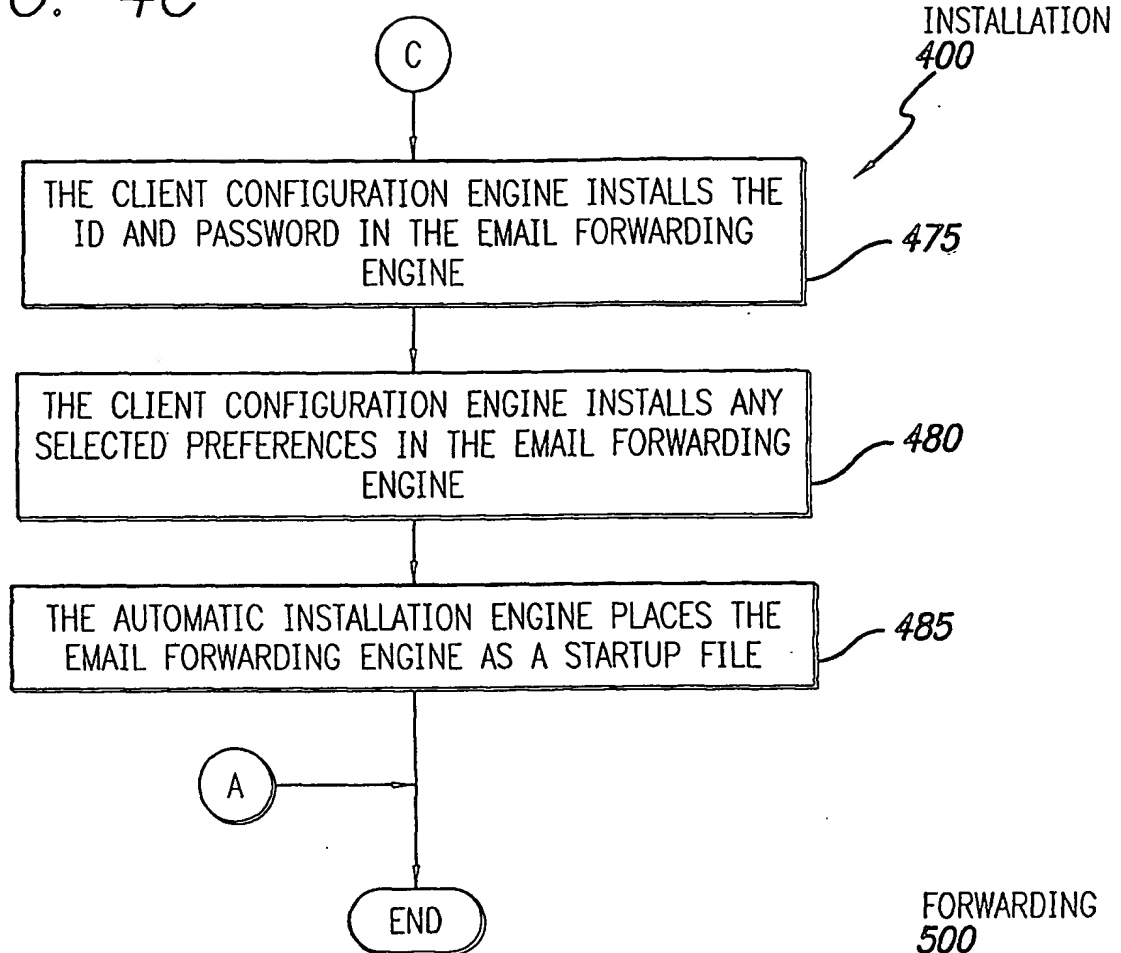 G. 4C
INSTALLATION
400
C
THE CLIENT CONFIGURATION ENGINE INSTALLS THE
ID AND PASSWORD IN THE EMAIL FORWARDING
ENGINE
475
THE CLIENT CONFIGURATION ENGINE INSTALLS ANY
SELECTED PREFERENCES IN THE EMAIL FORWARDING
ENGINE
480
THE AUTOMATIC INSTALLATION ENGINE PLACES THE
EMAIL FORWARDING ENGINE AS A STARTUP FILE
485
A
END
FORWARDING
500